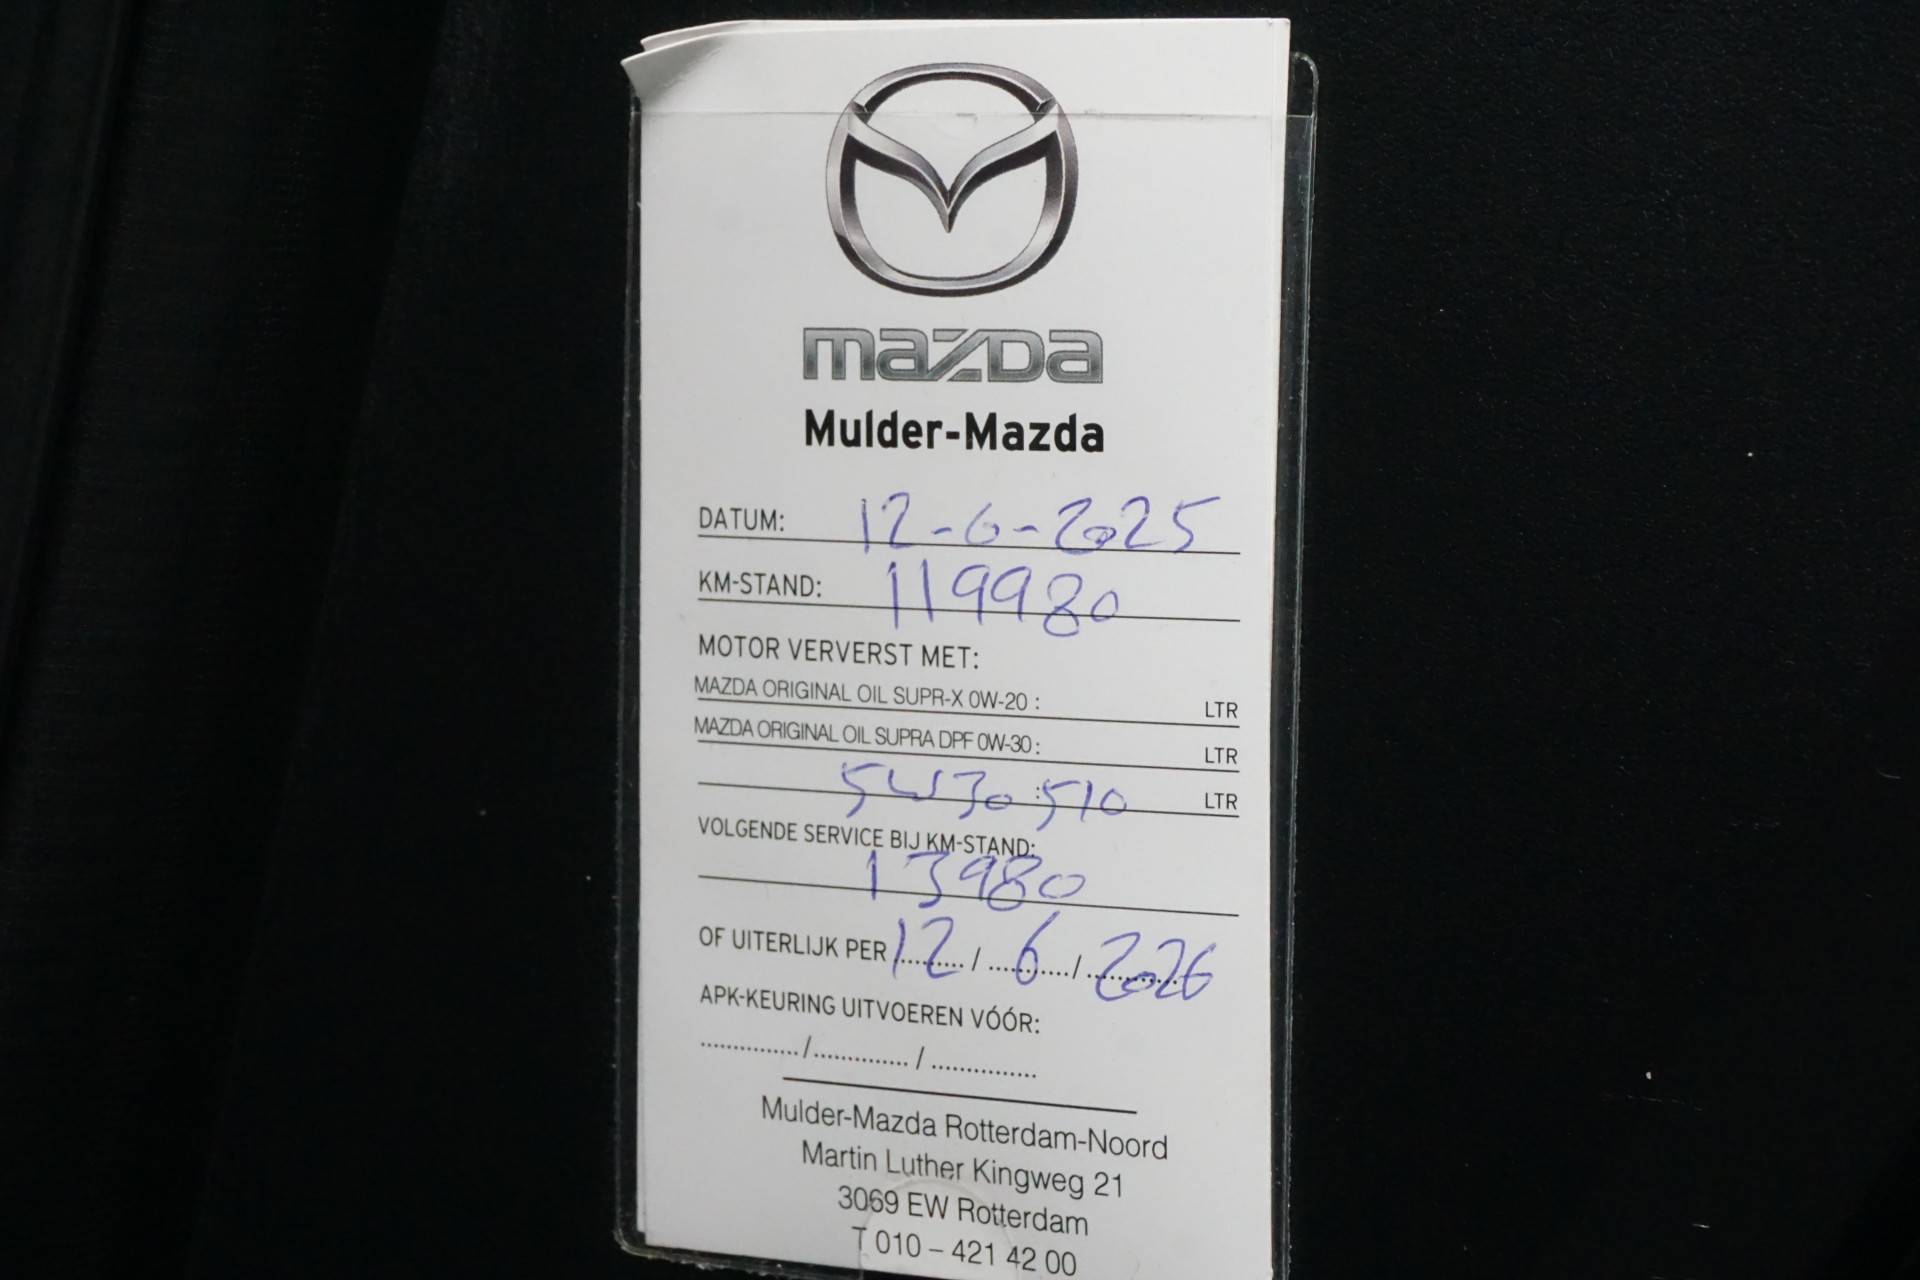 mazda
Mulder-Mazda
DATUM: 12-6-2025
KM-STAND: 119980
MOTOR VERVERST MET:
MAZDA ORIGINAL OIL SUPR-X 0W-20 : LTR
MAZDA ORIGINAL OIL SUPRA DPF 0W-30 : LTR
5W30 : 510 LTR
VOLGENDE SERVICE BIJ KM-STAND:
13980
OF UITERLIJK PER 12 / 6 / 2026
APK-KEURING UITVOEREN VÓÓR:
.............. / .............. / ...............
Mulder-Mazda Rotterdam-Noord
Martin Luther Kingweg 21
3069 EW Rotterdam
T 010 – 421 42 00